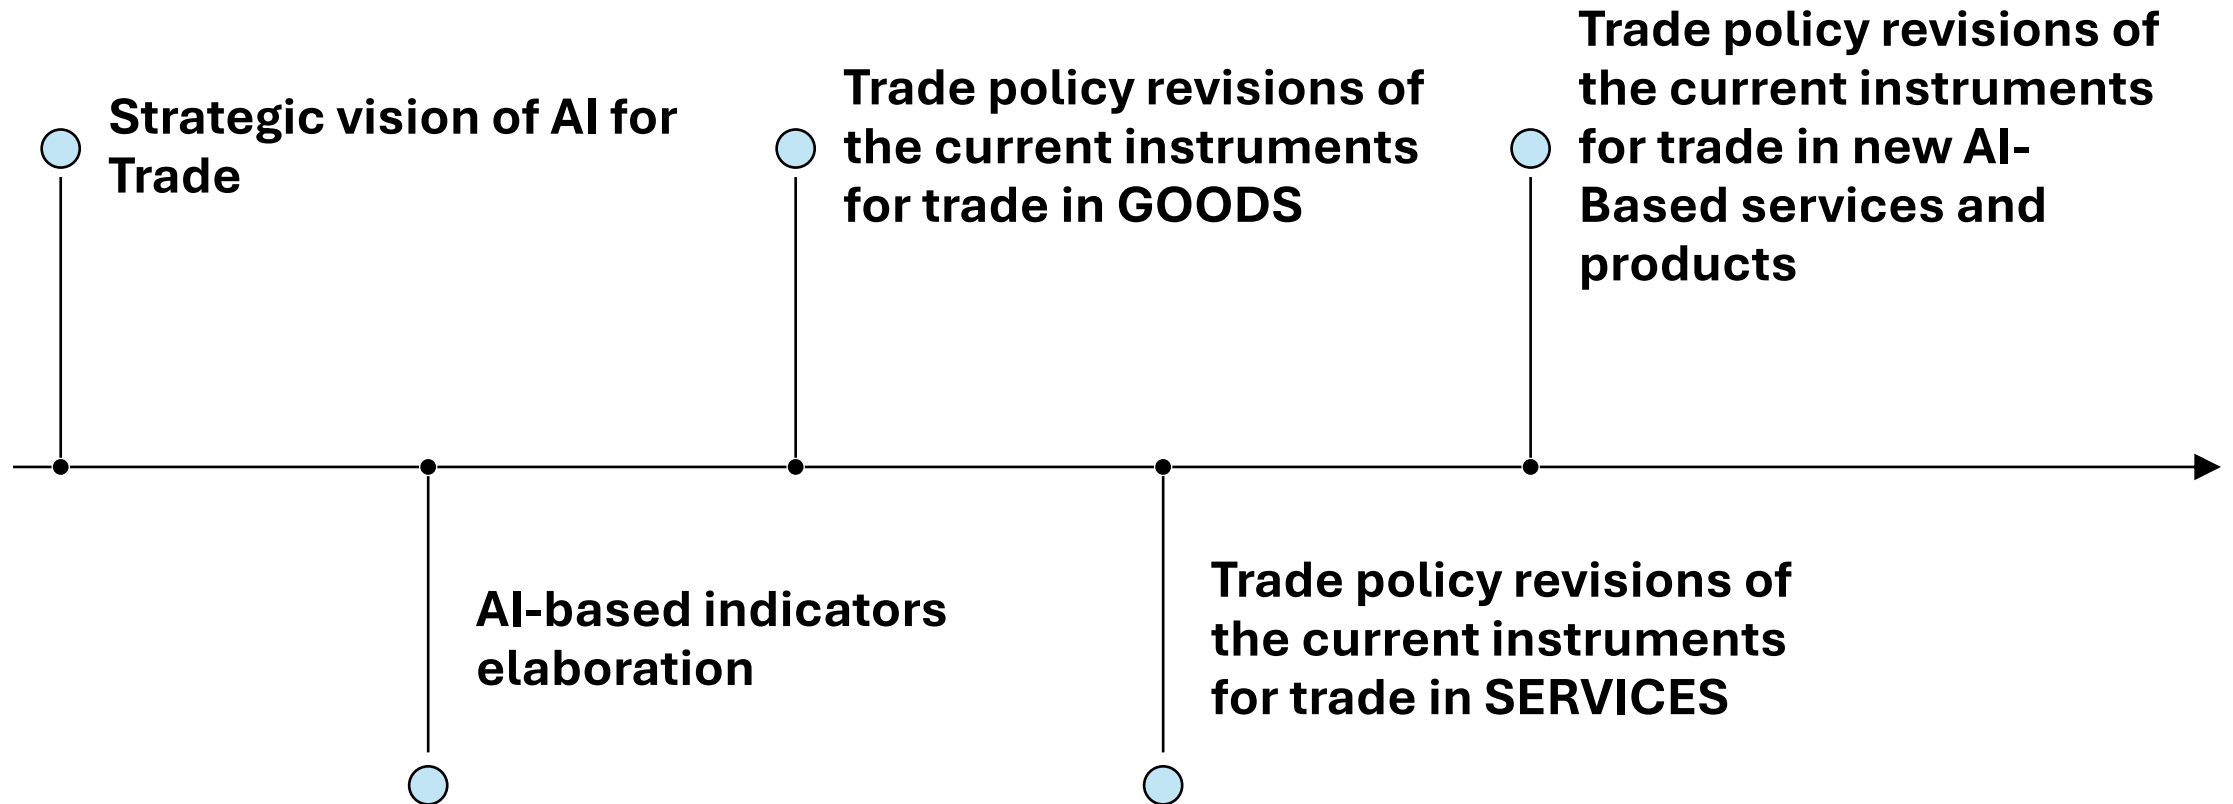 Strategic vision of AI for
Trade
AI-based indicators
elaboration
Trade policy revisions of
the current instruments
for trade in GOODS
Trade policy revisions of
the current instruments
for trade in SERVICES
Trade policy revisions of
the current instruments
for trade in new AI-
Based services and
products